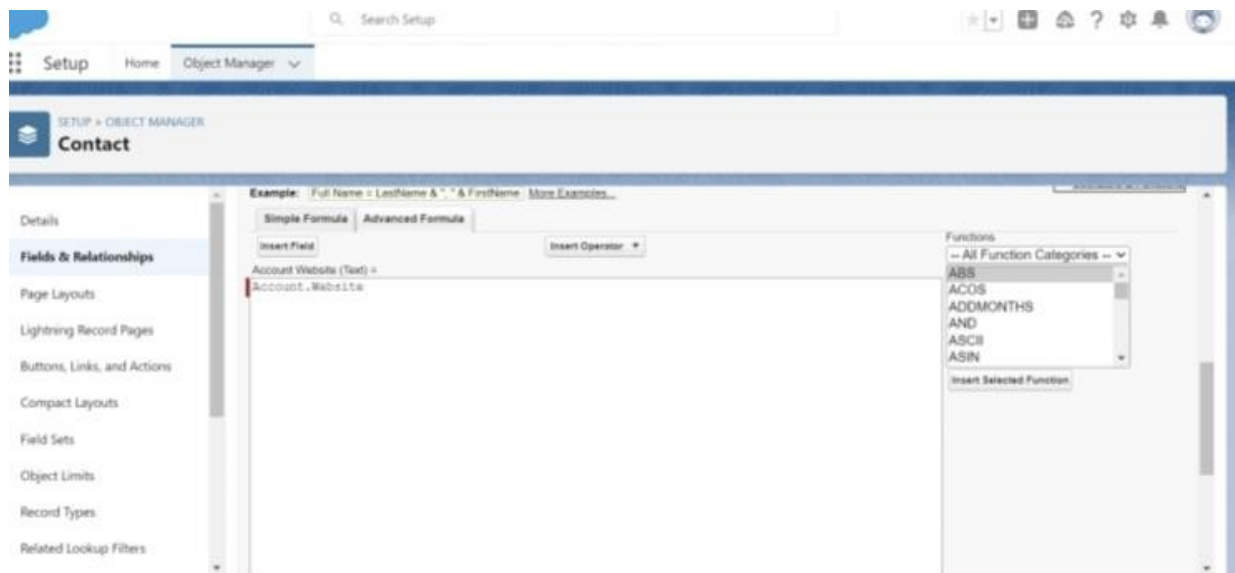 Search Setup
Setup Home Object Manager
SETUP > OBJECT MANAGER
Contact
Details
Fields & Relationships
Page Layouts
Lightning Record Pages
Buttons, Links, and Actions
Compact Layouts
Field Sets
Object Limits
Record Types
Related Lookup Filters
Example: Full Name = LastName & ", " & FirstName More Examples...
Simple Formula Advanced Formula
Insert Field Insert Operator
Account Website (Text) =
Account.Website
Functions
-- All Function Categories --
ABS
ACOS
ADDMONTHS
AND
ASCII
ASIN
Insert Selected Function